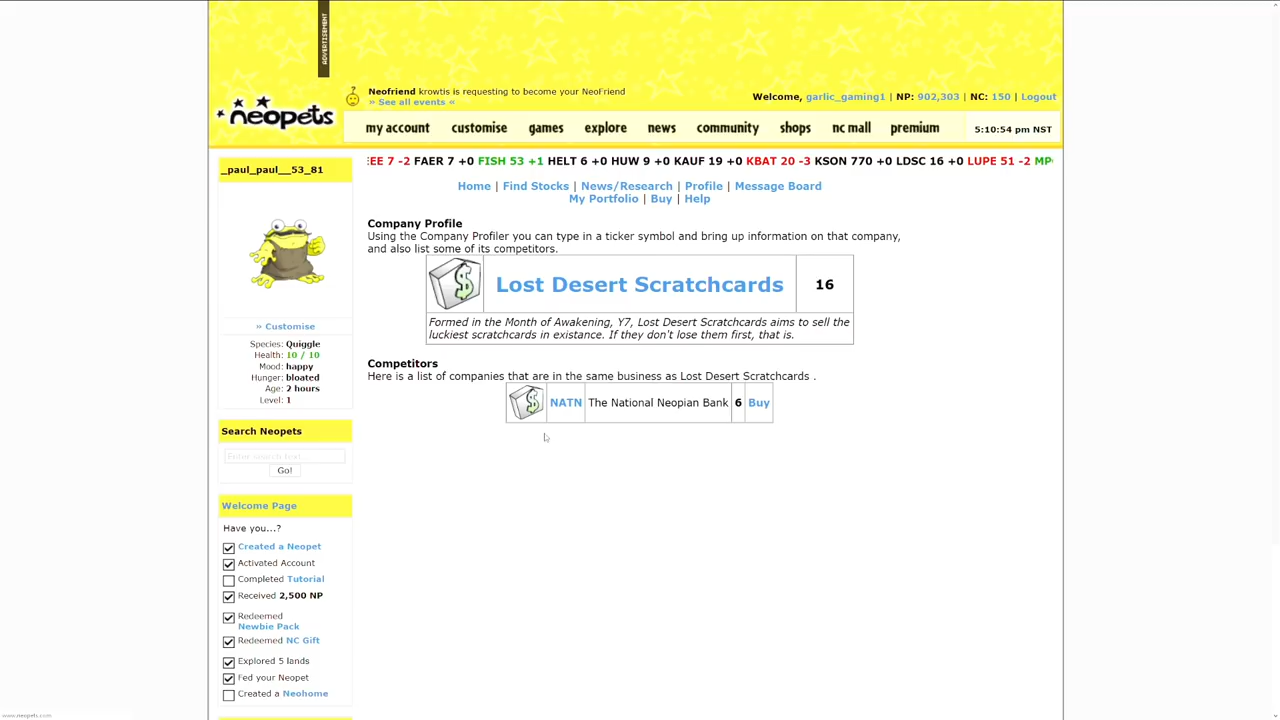 ADVERTISEMENT
Neofriend krowtis is requesting to become your NeoFriend
» See all events «
Welcome, garlic_gaming1 | NP: 902,303 | NC: 150 | Logout
neopets
my account customise games explore news community shops nc mall premium 5:10:54 pm NST
EE 7 -2 FAER 7 +0 FISH 53 +1 HELT 6 +0 HUW 9 +0 KAUF 19 +0 KBAT 20 -3 KSON 770 +0 LDSC 16 +0 LUPE 51 -2 MP
_paul_paul__53_81
Home | Find Stocks | News/Research | Profile | Message Board
My Portfolio | Buy | Help
Company Profile
Using the Company Profiler you can type in a ticker symbol and bring up information on that company,
and also list some of its competitors.
Lost Desert Scratchcards 16
Formed in the Month of Awakening, Y7, Lost Desert Scratchcards aims to sell the
luckiest scratchcards in existance. If they don't lose them first, that is.
Competitors
Here is a list of companies that are in the same business as Lost Desert Scratchcards .
NATN The National Neopian Bank 6 Buy
» Customise
Species: Quiggle
Health: 10 / 10
Mood: happy
Hunger: bloated
Age: 2 hours
Level: 1
Search Neopets
Enter search text...
Go!
Welcome Page
Have you...?
Created a Neopet
Activated Account
Completed Tutorial
Received 2,500 NP
Redeemed
Newbie Pack
Redeemed NC Gift
Explored 5 lands
Fed your Neopet
Created a Neohome
www.neopets.com